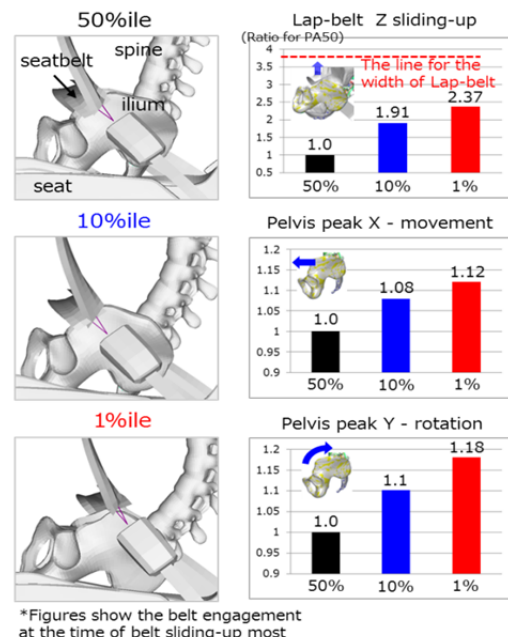 50%ile
seatbelt
spine
ilium
seat
Lap-belt Z sliding-up
(Ratio for PA50)
4
3.5
3
2.5
2
1.5
1
0.5
The line for the
width of Lap-belt
1.0
1.91
2.37
50% 10% 1%
10%ile
Pelvis peak X - movement
1.2
1.15
1.1
1.05
1
0.95
0.9
1.0
1.08
1.12
50% 10% 1%
1%ile
Pelvis peak Y - rotation
1.2
1.15
1.1
1.05
1
0.95
0.9
1.0
1.1
1.18
50% 10% 1%
*Figures show the belt engagement
at the time of belt sliding-up most